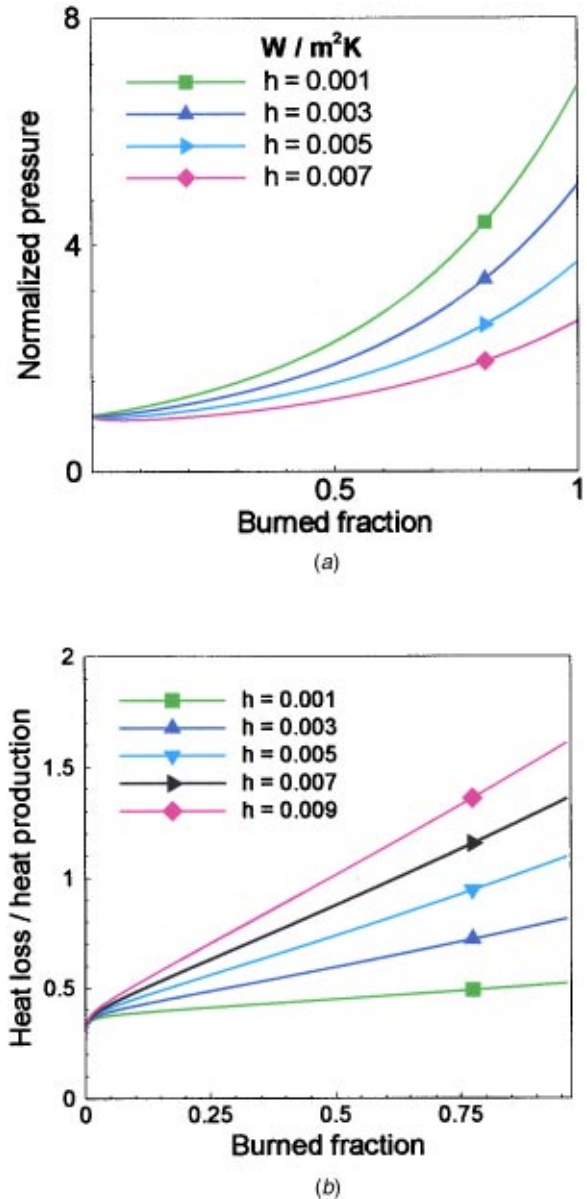 8
W / m²K
h = 0.001
h = 0.003
h = 0.005
h = 0.007
Normalized pressure
4
0
0.5
1
Burned fraction
(a)
2
h = 0.001
h = 0.003
h = 0.005
h = 0.007
h = 0.009
1.5
Heat loss / heat production
1
0.5
0
0
0.25
0.5
0.75
Burned fraction
(b)